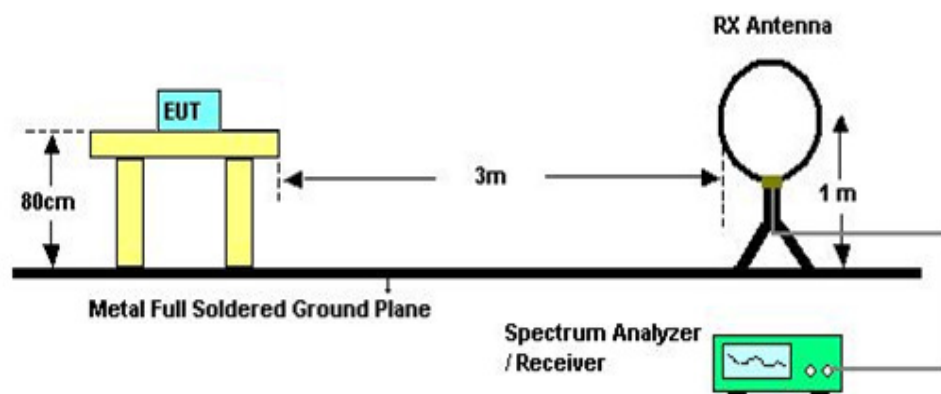 RX Antenna
EUT
80cm
3m
1 m
Metal Full Soldered Ground Plane
Spectrum Analyzer
/ Receiver